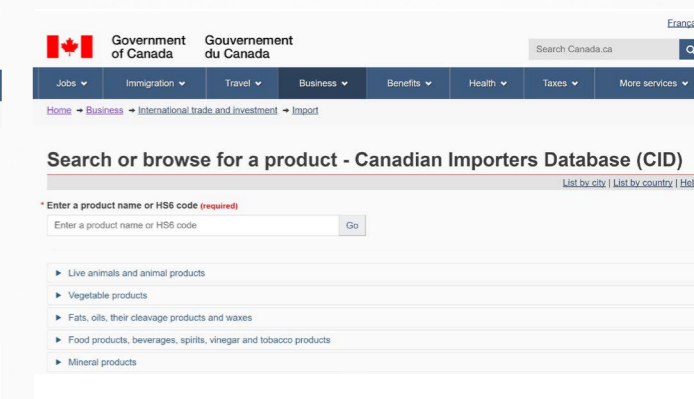 Françai
Government Gouvernement
of Canada du Canada
Search Canada.ca
Jobs Immigration Travel Business Benefits Health Taxes More services
Home → Business → International trade and investment → Import
Search or browse for a product - Canadian Importers Database (CID)
List by city | List by country | Hel
* Enter a product name or HS6 code (required)
Enter a product name or HS6 code Go
Live animals and animal products
Vegetable products
Fats, oils, their cleavage products and waxes
Food products, beverages, spirits, vinegar and tobacco products
Mineral products